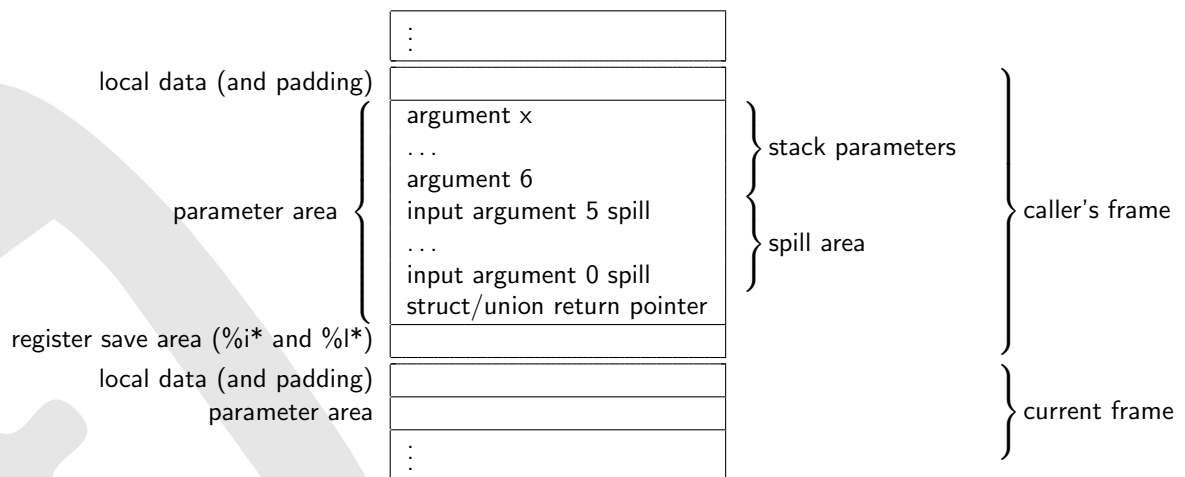 ⋮
local data (and padding)
argument x
. . .
stack parameters
argument 6
parameter area
input argument 5 spill
caller's frame
. . .
spill area
input argument 0 spill
struct/union return pointer
register save area (%i* and %l*)
local data (and padding)
parameter area
current frame
⋮